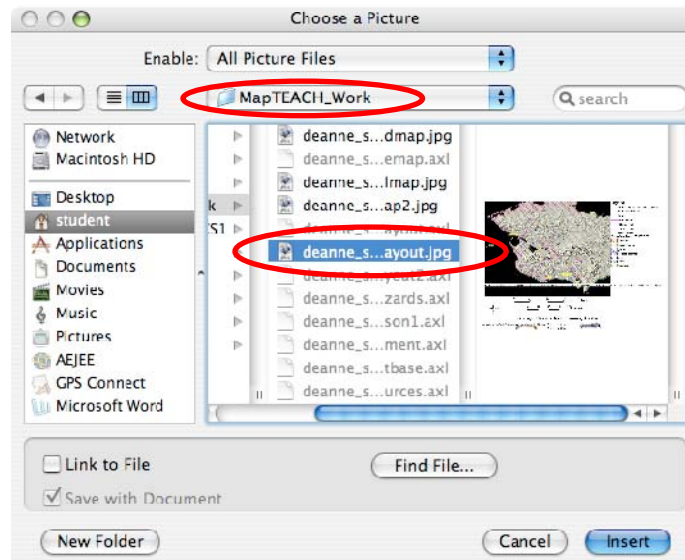 Choose a Picture
Enable: All Picture Files
MapTEACH_Work
search
Network
Macintosh HD
Desktop
student
Applications
Documents
Movies
Music
Pictures
AEJEE
GPS Connect
Microsoft Word
k
S1
deanne_s...dmap.jpg
deanne_s...emap.axl
deanne_s...lmap.jpg
deanne_s...ap2.jpg
deanne_s...ayout.jpg
deanne_s...zards.axl
deanne_s...son1.axl
deanne_s...ment.axl
deanne_s...tbase.axl
deanne_s...urces.axl
Link to File
Find File...
Save with Document
New Folder
Cancel
Insert